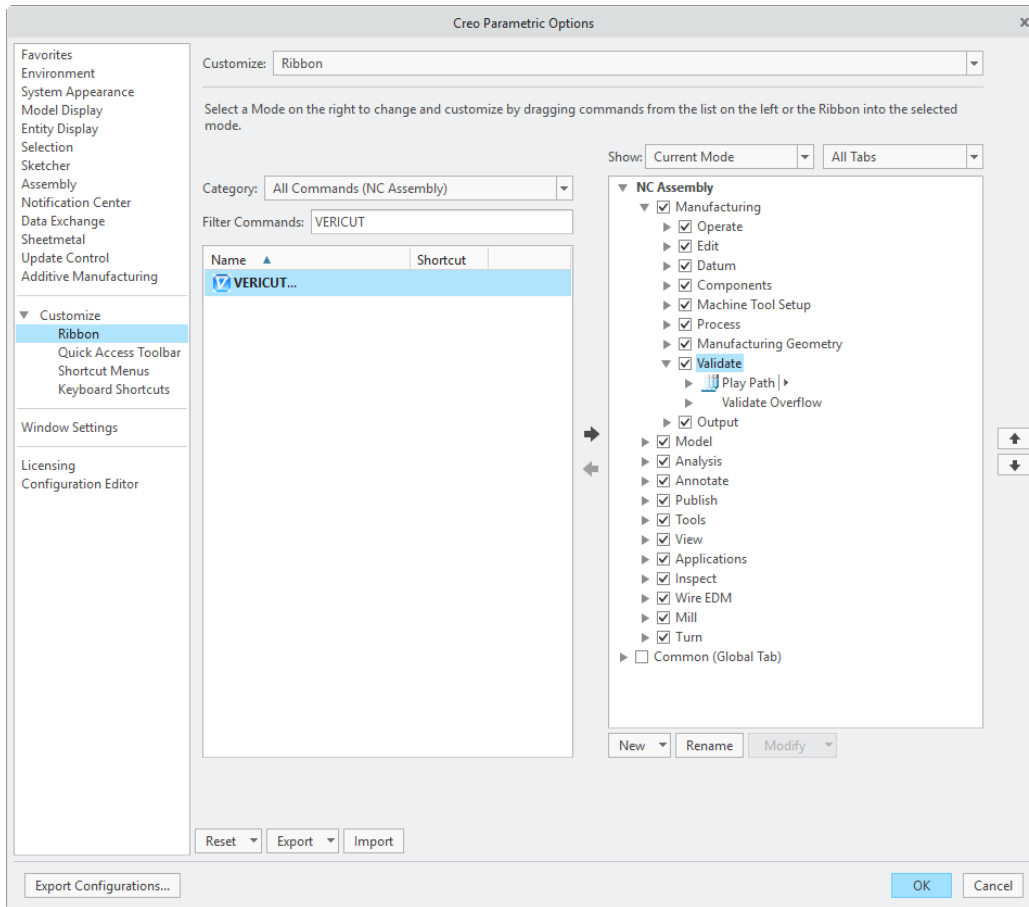 Creo Parametric Options
x
Favorites
Environment
System Appearance
Model Display
Entity Display
Selection
Sketcher
Assembly
Notification Center
Data Exchange
Sheetmetal
Update Control
Additive Manufacturing
Customize
Ribbon
Quick Access Toolbar
Shortcut Menus
Keyboard Shortcuts
Window Settings
Licensing
Configuration Editor
Customize: Ribbon
Select a Mode on the right to change and customize by dragging commands from the list on the left or the Ribbon into the selected
mode.
Show: Current Mode All Tabs
Category: All Commands (NC Assembly)
Filter Commands: VERICUT
Name Shortcut
VERICUT...
NC Assembly
Manufacturing
Operate
Edit
Datum
Components
Machine Tool Setup
Process
Manufacturing Geometry
Validate
Play Path
Validate Overflow
Output
Model
Analysis
Annotate
Publish
Tools
View
Applications
Inspect
Wire EDM
Mill
Turn
Common (Global Tab)
New Rename Modify
Reset Export Import
Export Configurations... OK Cancel